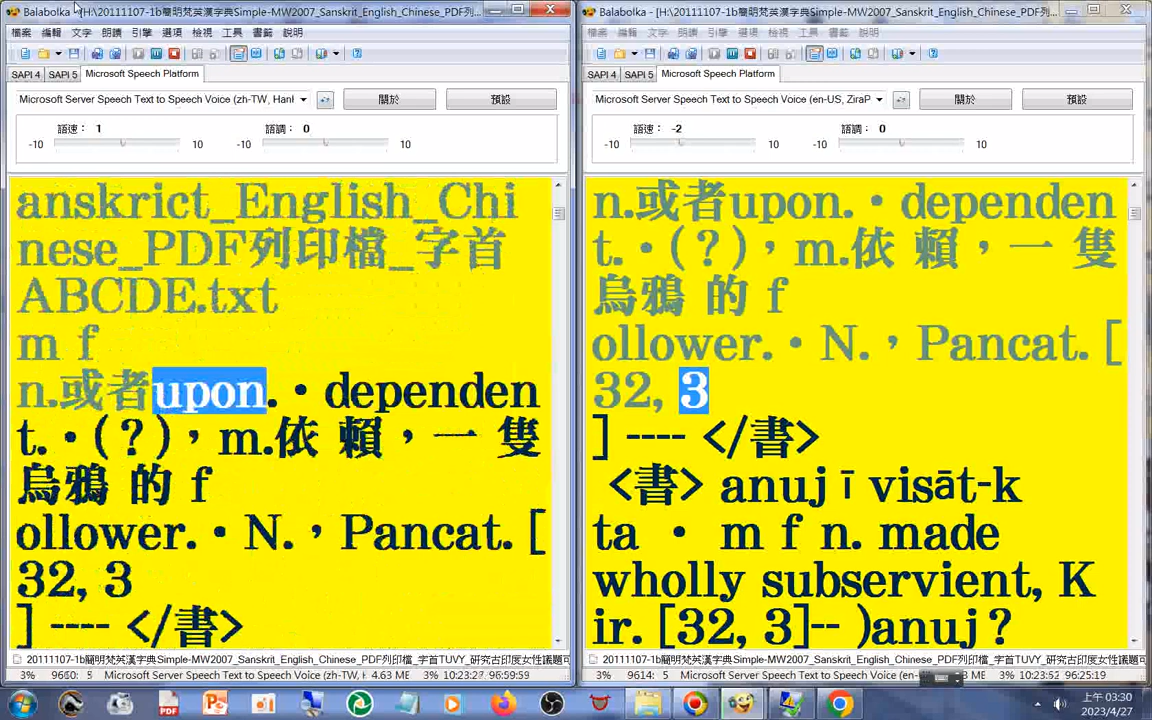 Balabolka - [H:\20111107-1b簡明梵英漢字典Simple-MW2007_Sanskrit_English_Chinese_PDF列...
檔案 編輯 文字 朗讀 引擎 選項 檢視 工具 書籤 說明
SAPI 4 SAPI 5 Microsoft Speech Platform
Microsoft Server Speech Text to Speech Voice (zh-TW, Hanl
關於 預設
語速： 1 語調： 0
-10 10 -10 10
anskrict_English_Chi
nese_PDF列印檔_字首
ABCDE.txt
m f
n.或者upon.・dependen
t.・(？)，m.依 賴，一 隻
烏鴉 的 f
ollower.・N.，Pancat. [
32, 3
] ---- </書>
20111107-1b簡明梵英漢字典Simple-MW2007_Sanskrit_English_Chinese_PDF列印檔_字首TUVY_研究古印度女性議題可
3% 9650: 5 Microsoft Server Speech Text to Speech Voice (zh-TW, H 4.63 MB 3% 10:23:27 96:59:59
Balabolka - [H:\20111107-1b簡明梵英漢字典Simple-MW2007_Sanskrit_English_Chinese_PDF列...
檔案 編輯 文字 朗讀 引擎 選項 檢視 工具 書籤 說明
SAPI 4 SAPI 5 Microsoft Speech Platform
Microsoft Server Speech Text to Speech Voice (en-US, ZiraP
關於 預設
語速： -2 語調： 0
-10 10 -10 10
n.或者upon.・dependen
t.・(？)，m.依 賴，一 隻
烏鴉 的 f
ollower.・N.，Pancat. [
32, 3
] ---- </書>
<書> anuj ī visāt-k
ta ・ m f n. made
wholly subservient, K
ir. [32, 3]-- )anuj？
20111107-1b簡明梵英漢字典Simple-MW2007_Sanskrit_English_Chinese_PDF列印檔_字首TUVY_研究古印度女性議題可
3% 9614: 5 Microsoft Server Speech Text to Speech Voice 3% 10:23:52 96:25:19
上午 03:30
2023/4/27